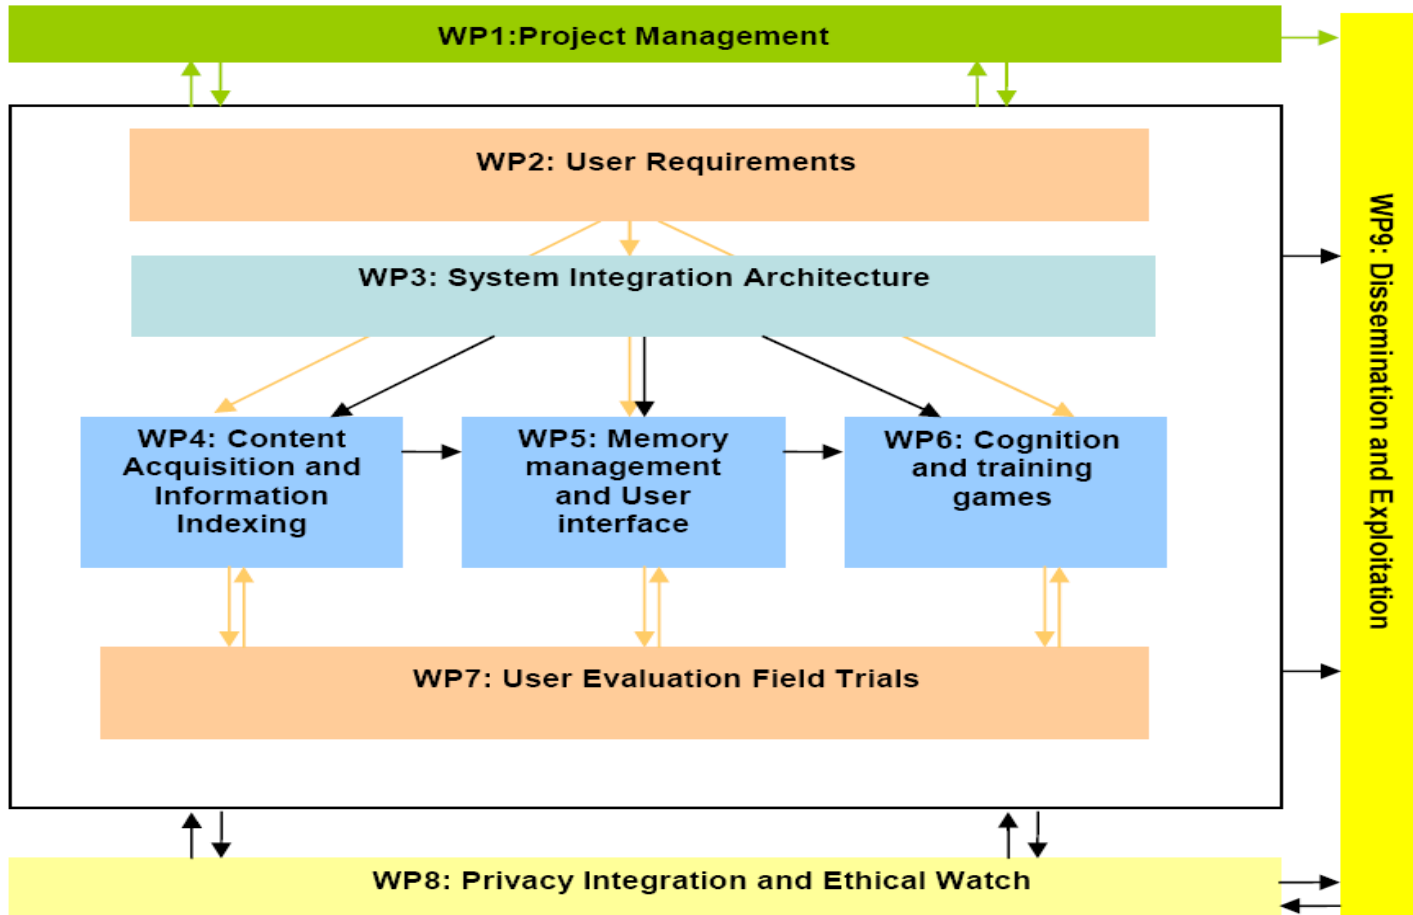 WP1:Project Management
WP2: User Requirements
WP3: System Integration Architecture
WP4: Content
Acquisition and
Information
Indexing
WP5: Memory
management
and User
interface
WP6: Cognition
and training
games
WP7: User Evaluation Field Trials
WP8: Privacy Integration and Ethical Watch
WP9: Dissemination and Exploitation